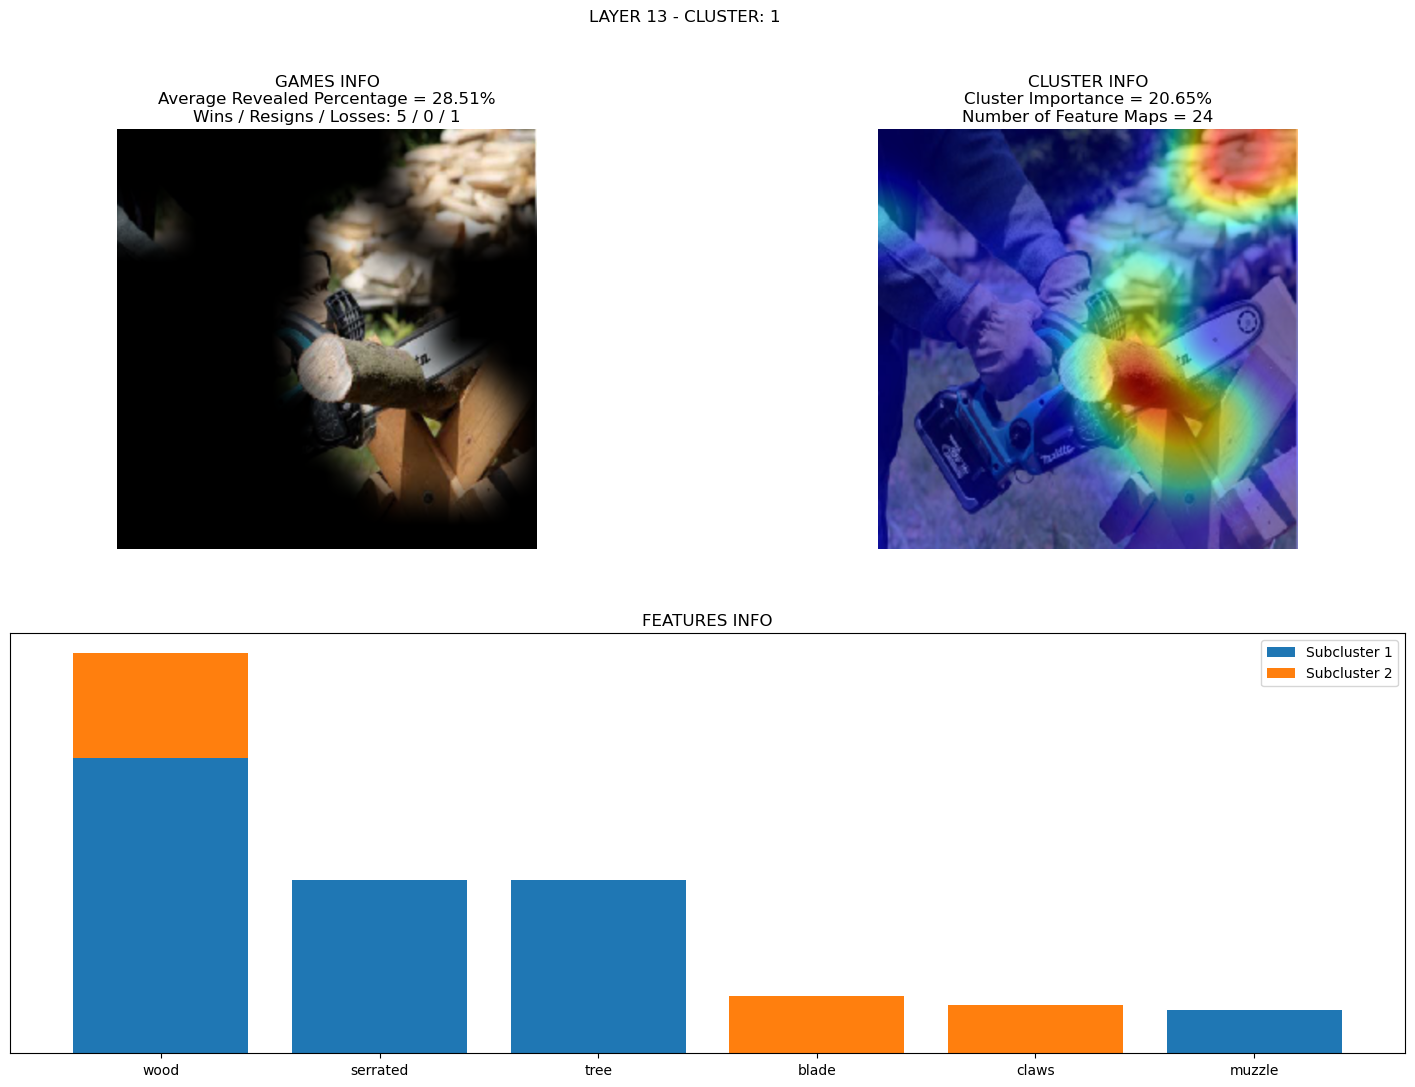 LAYER 13 - CLUSTER: 1
GAMES INFO
Average Revealed Percentage = 28.51%
Wins / Resigns / Losses: 5 / 0 / 1
CLUSTER INFO
Cluster Importance = 20.65%
Number of Feature Maps = 24
makita
FEATURES INFO
Subcluster 1
Subcluster 2
wood
serrated
tree
blade
claws
muzzle